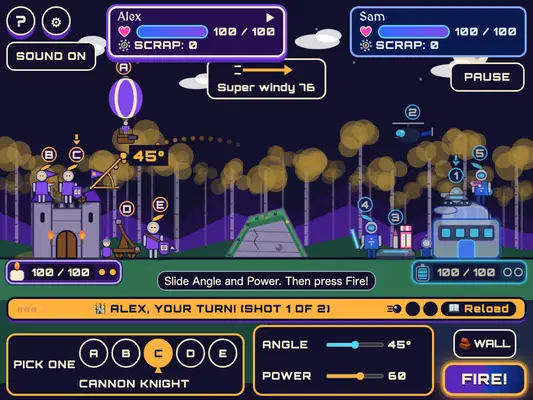 ?
Alex
100 / 100
SCRAP: 0
Sam
100 / 100
SCRAP: 0
SOUND ON
PAUSE
Super windy 76
A
B
C
45°
D
E
2
5
1
4
3
100 / 100
Slide Angle and Power. Then press Fire!
100 / 100
ALEX, YOUR TURN! (SHOT 1 OF 2)
Reload
PICK ONE
A B C D E
CANNON KNIGHT
ANGLE 45°
POWER 60
WALL
FIRE!